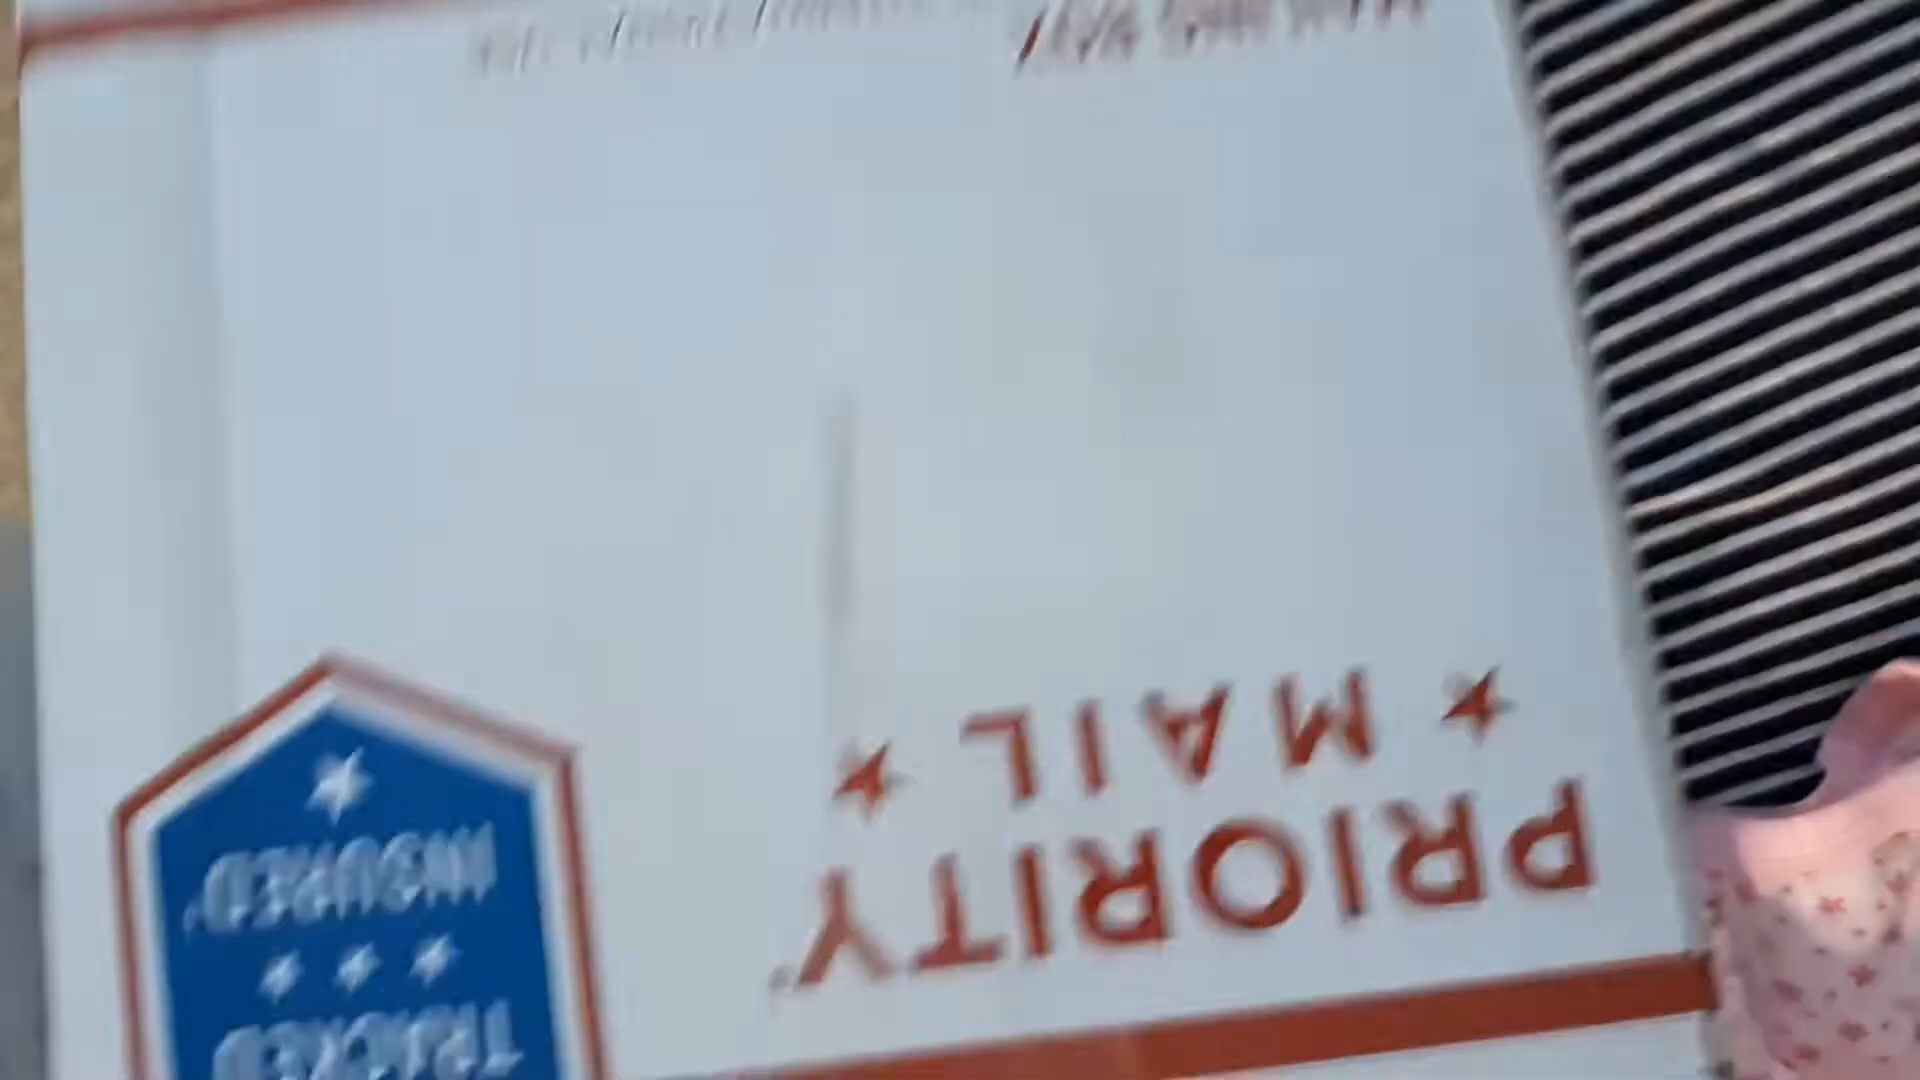 PRIORITY
★ MAIL ★
TRACKED
★ ★ ★
INSURED
★